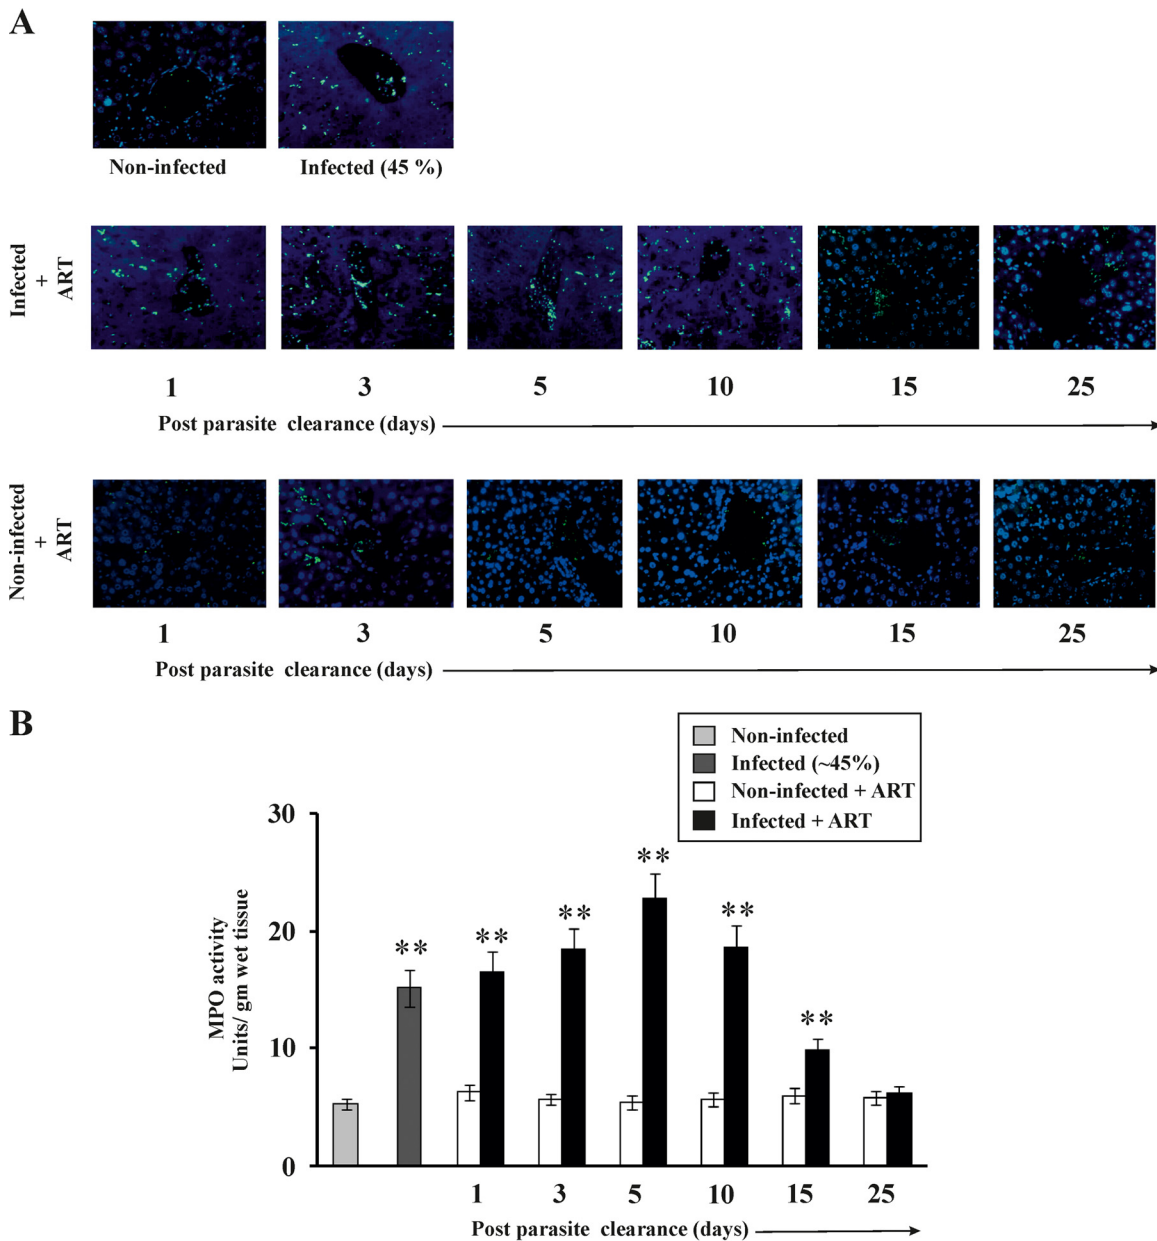 A
Non-infected
Infected (45 %)
Infected
+
ART
1 3 5 10 15 25
Post parasite clearance (days)
Non-infected
+
ART
1 3 5 10 15 25
Post parasite clearance (days)
B
Non-infected
Infected (~45%)
Non-infected + ART
Infected + ART
MPO activity
Units/ gm wet tissue
30
20
10
0
**
**
**
**
**
**
1 3 5 10 15 25
Post parasite clearance (days)